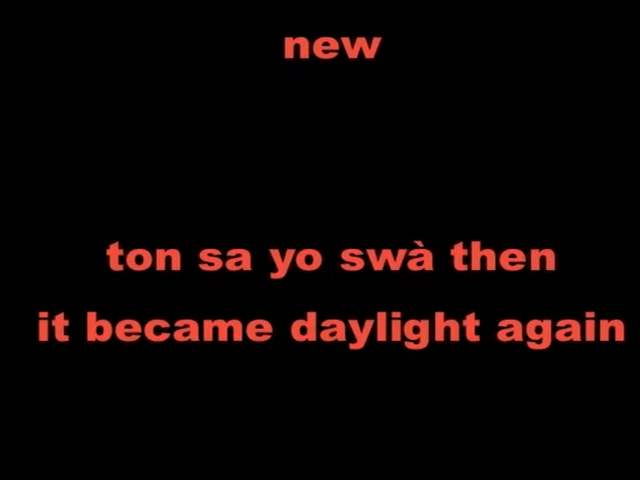 new
ton sa yo swà then
it became daylight again